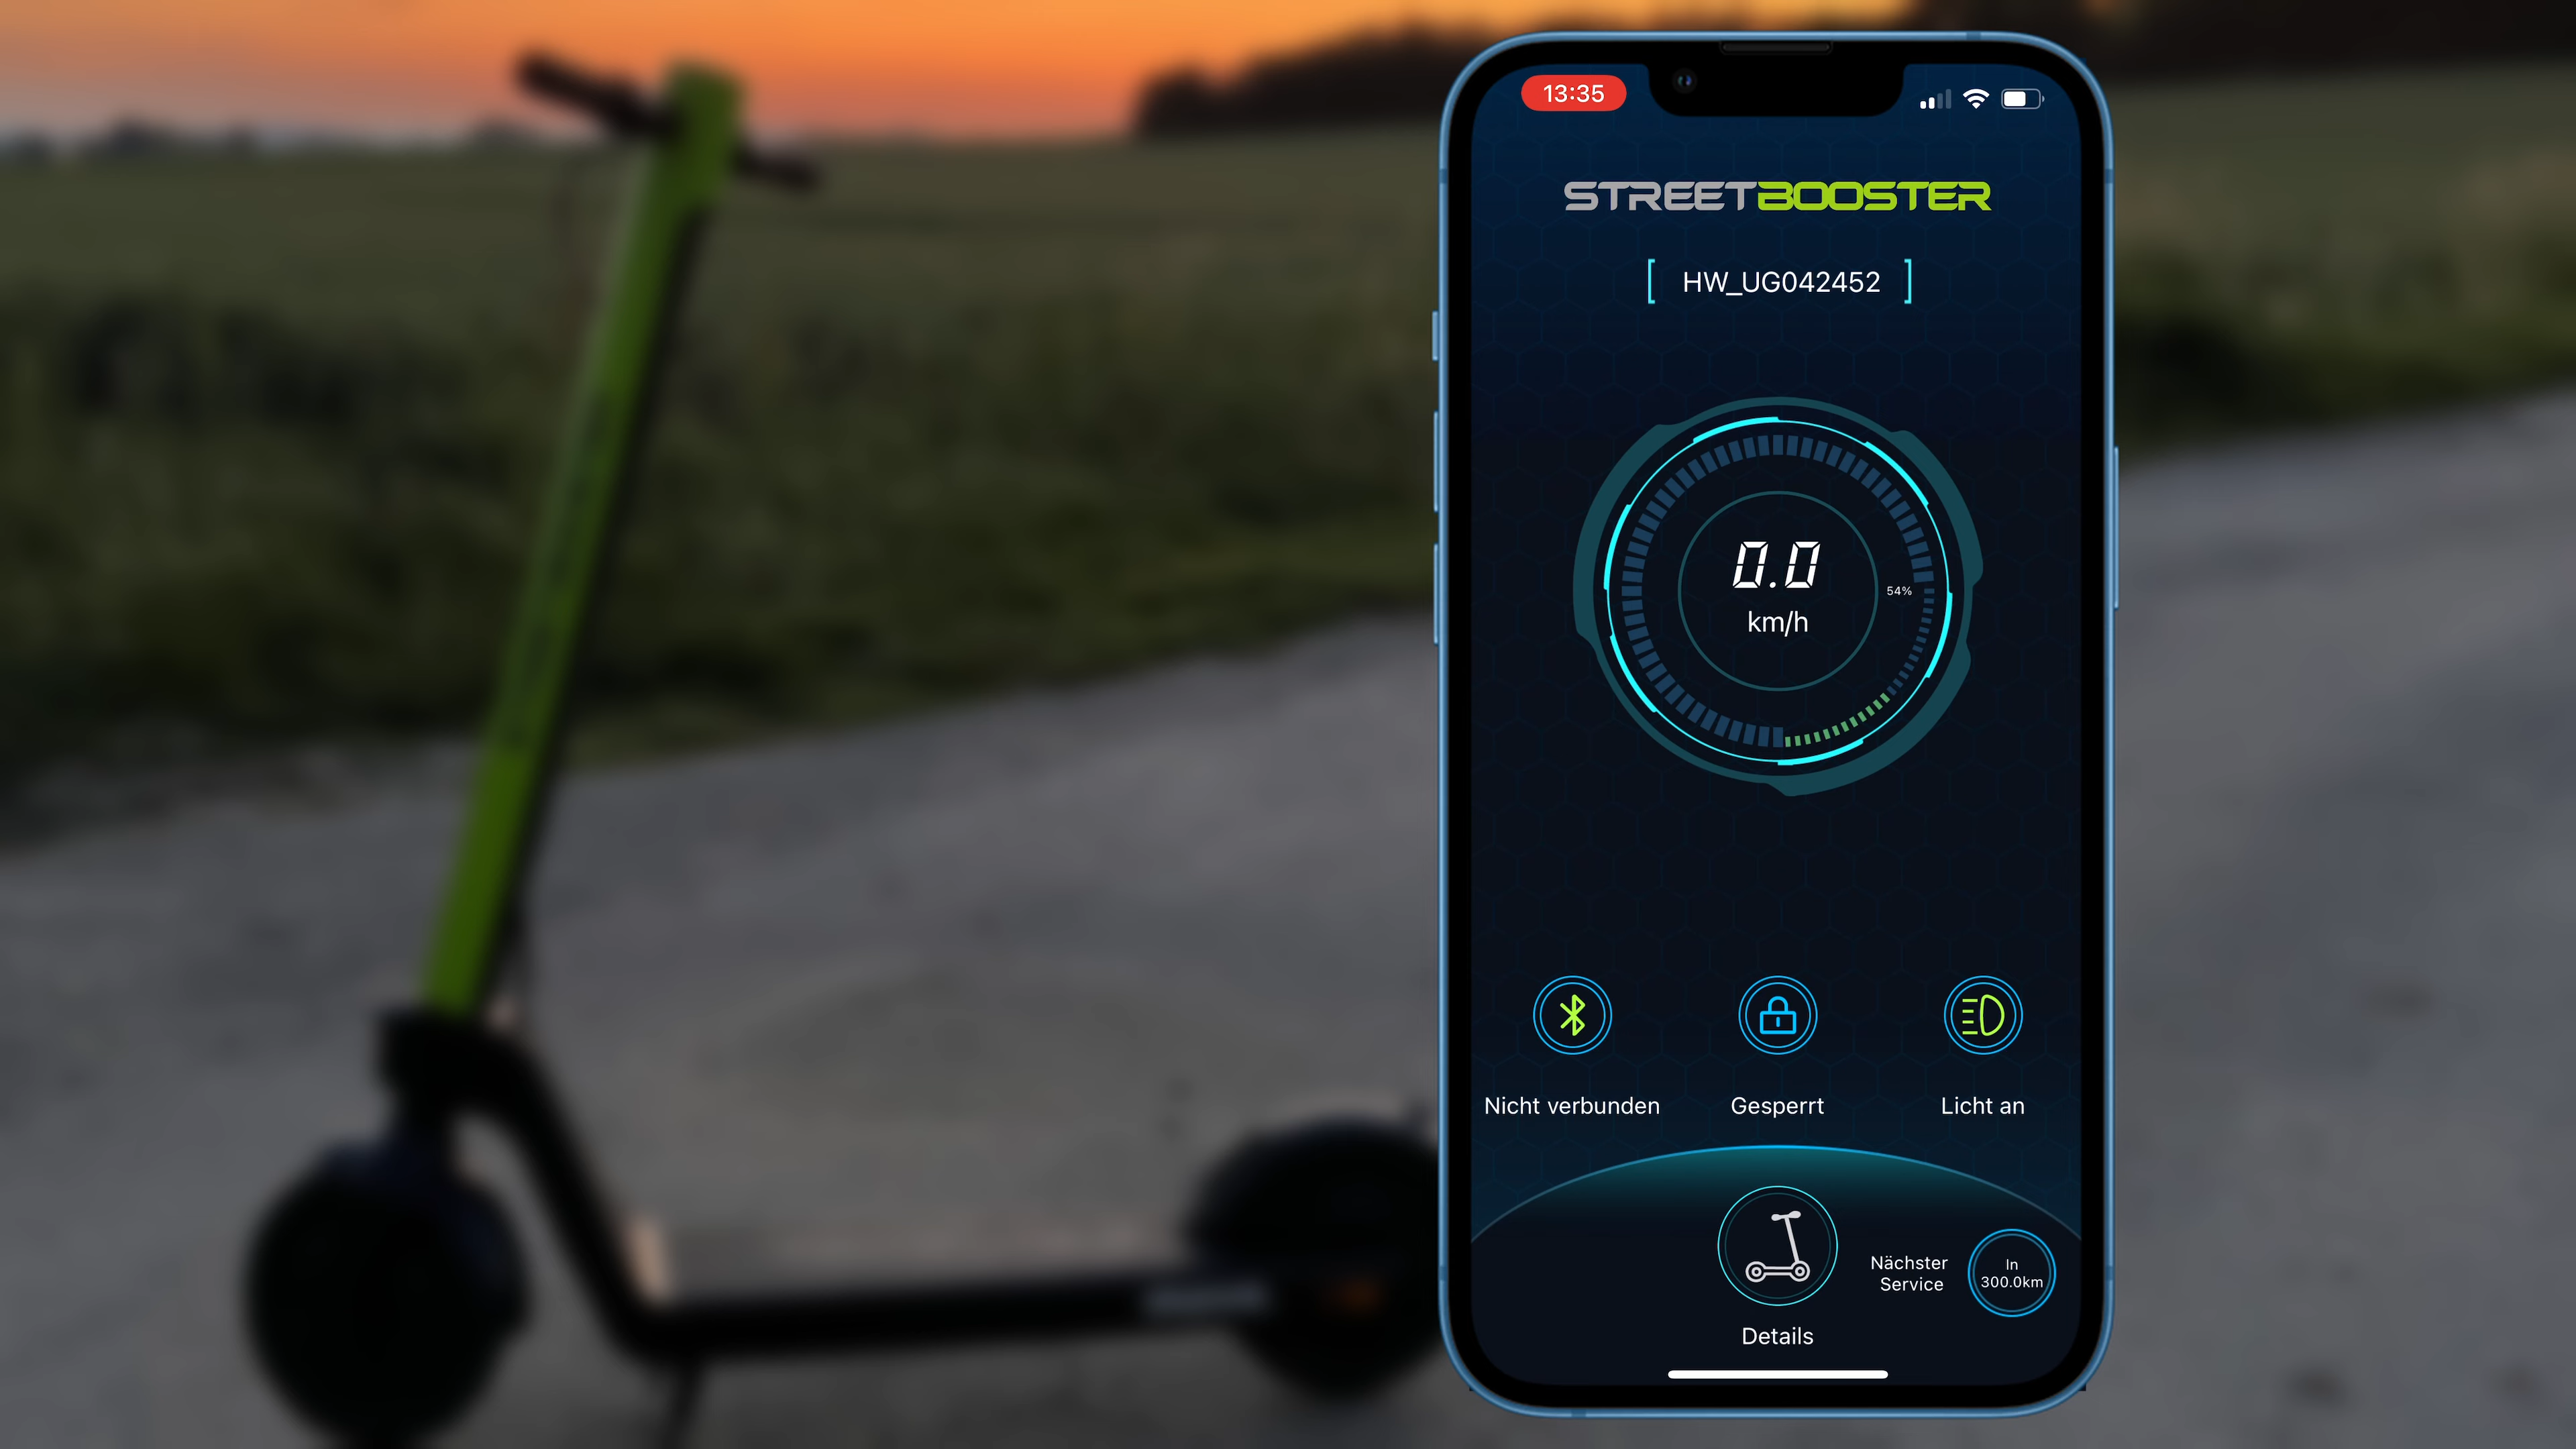 13:35
STREETBOOSTER
[ HW_UG042452 ]
0.0
km/h
54%
Nicht verbunden
Gesperrt
Licht an
Nächster
Service
In
300.0km
Details